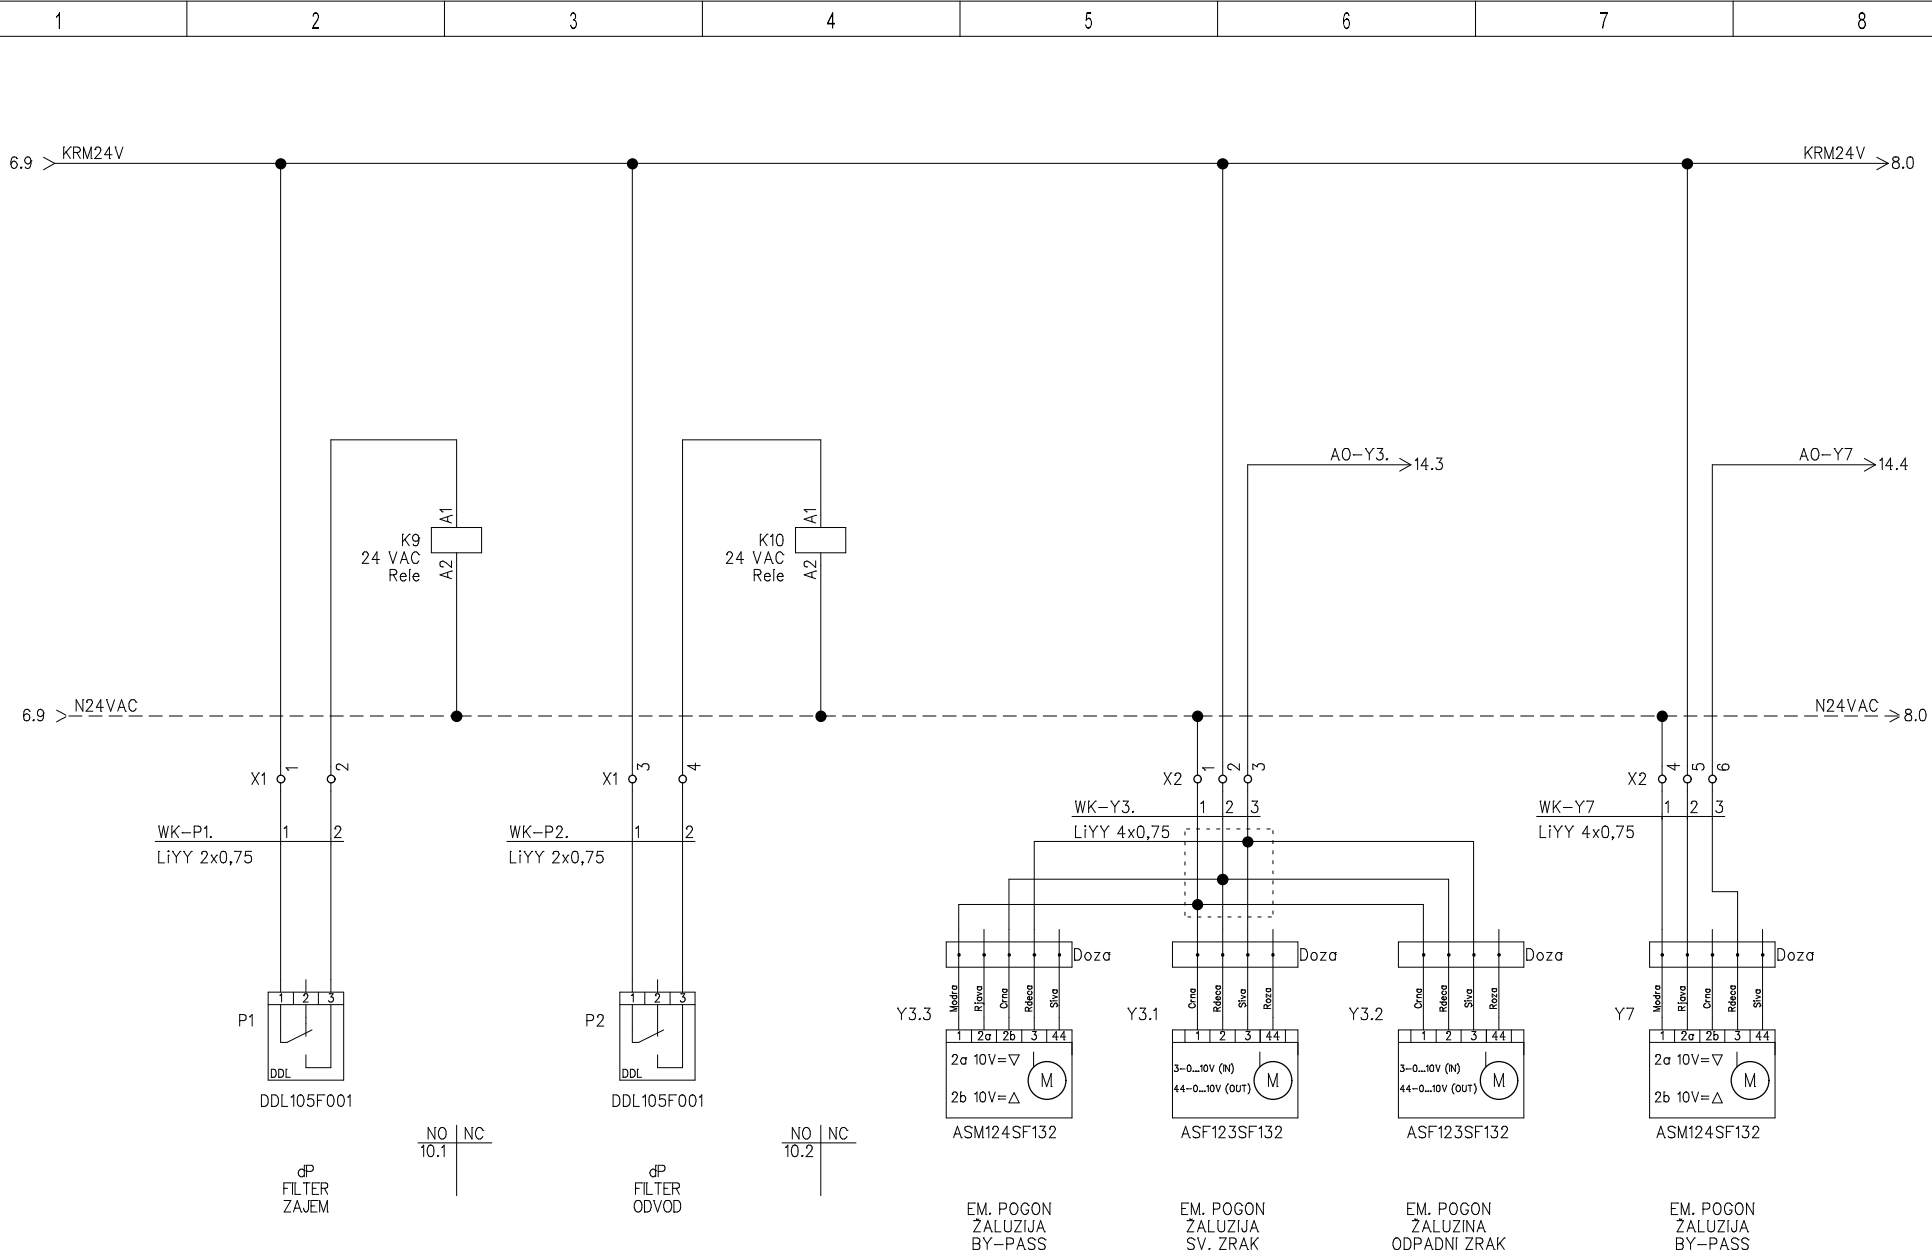 1 2 3 4 5 6 7 8
6.9 KRM24V KRM24V 8.0
AO-Y3. 14.3
AO-Y7 14.4
K9 A1
24 VAC
Rele A2
K10 A1
24 VAC
Rele A2
6.9 N24VAC N24VAC 8.0
X1 1 2
X1 3 4
X2 1 2 3
X2 4 5 6
WK-P1. 1 2
LiYY 2x0,75
WK-P2. 1 2
LiYY 2x0,75
WK-Y3. 1 2 3
LiYY 4x0,75
WK-Y7 1 2 3
LiYY 4x0,75
Doza Doza Doza Doza
P1
1 2 3
DDL
DDL105F001
P2
1 2 3
DDL
DDL105F001
Y3.3
Modra Rjava Crna Rdeca Siva
1 2a 2b 3 44
2a 10V=▽
M
2b 10V=△
ASM124SF132
Y3.1
Crna Rdeca Siva Roza
1 2 3 44
3-0...10V (IN)
M
44-0...10V (OUT)
ASF123SF132
Y3.2
Crna Rdeca Siva Roza
1 2 3 44
3-0...10V (IN)
M
44-0...10V (OUT)
ASF123SF132
Y7
Modra Rjava Crna Rdeca Siva
1 2a 2b 3 44
2a 10V=▽
M
2b 10V=△
ASM124SF132
NO NC
10.1
NO NC
10.2
dP
FILTER
ZAJEM
dP
FILTER
ODVOD
EM. POGON
ŽALUZIJA
BY-PASS
EM. POGON
ŽALUZIJA
SV. ZRAK
EM. POGON
ŽALUZINA
ODPADNI ZRAK
EM. POGON
ŽALUZIJA
BY-PASS